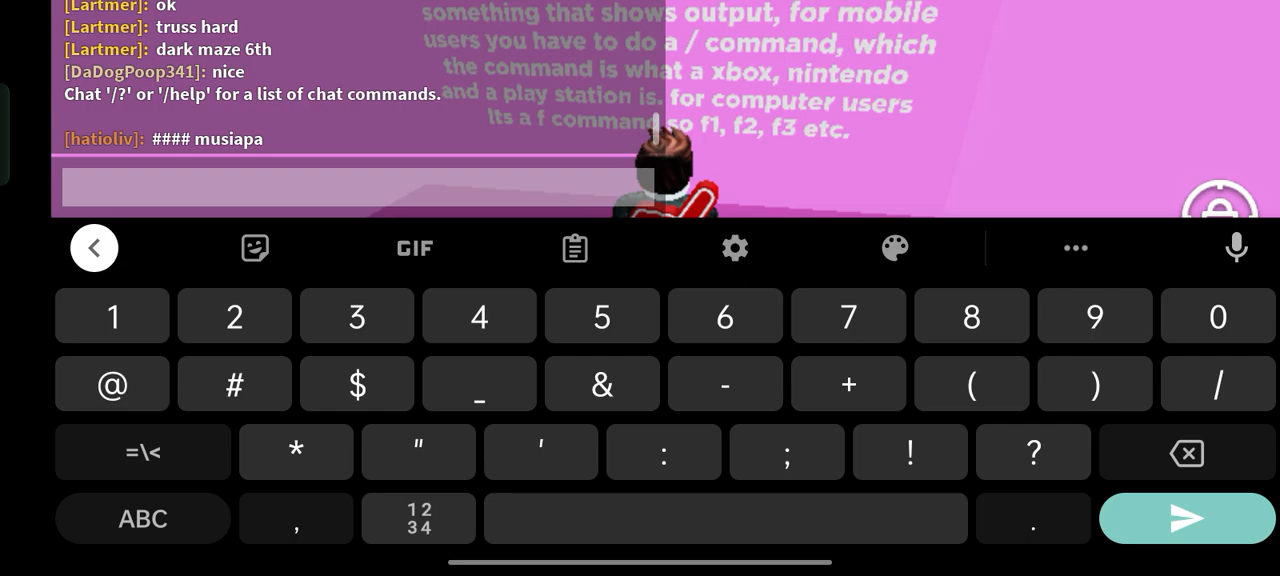 [Lartmer]: ok
[Lartmer]: truss hard
[Lartmer]: dark maze 6th
[DaDogPoop341]: nice
Chat '/?' or '/help' for a list of chat commands.
[hatioliv]: #### musiapa
something that shows output, for mobile
users you have to do a / command, which
the command is what a xbox, nintendo
and a play station is. for computer users
Its a f command so f1, f2, f3 etc.
GIF
1 2 3 4 5 6 7 8 9 0
@ # $ _ & - + ( ) /
=\< * " ' : ; ! ?
ABC , 12 34 .